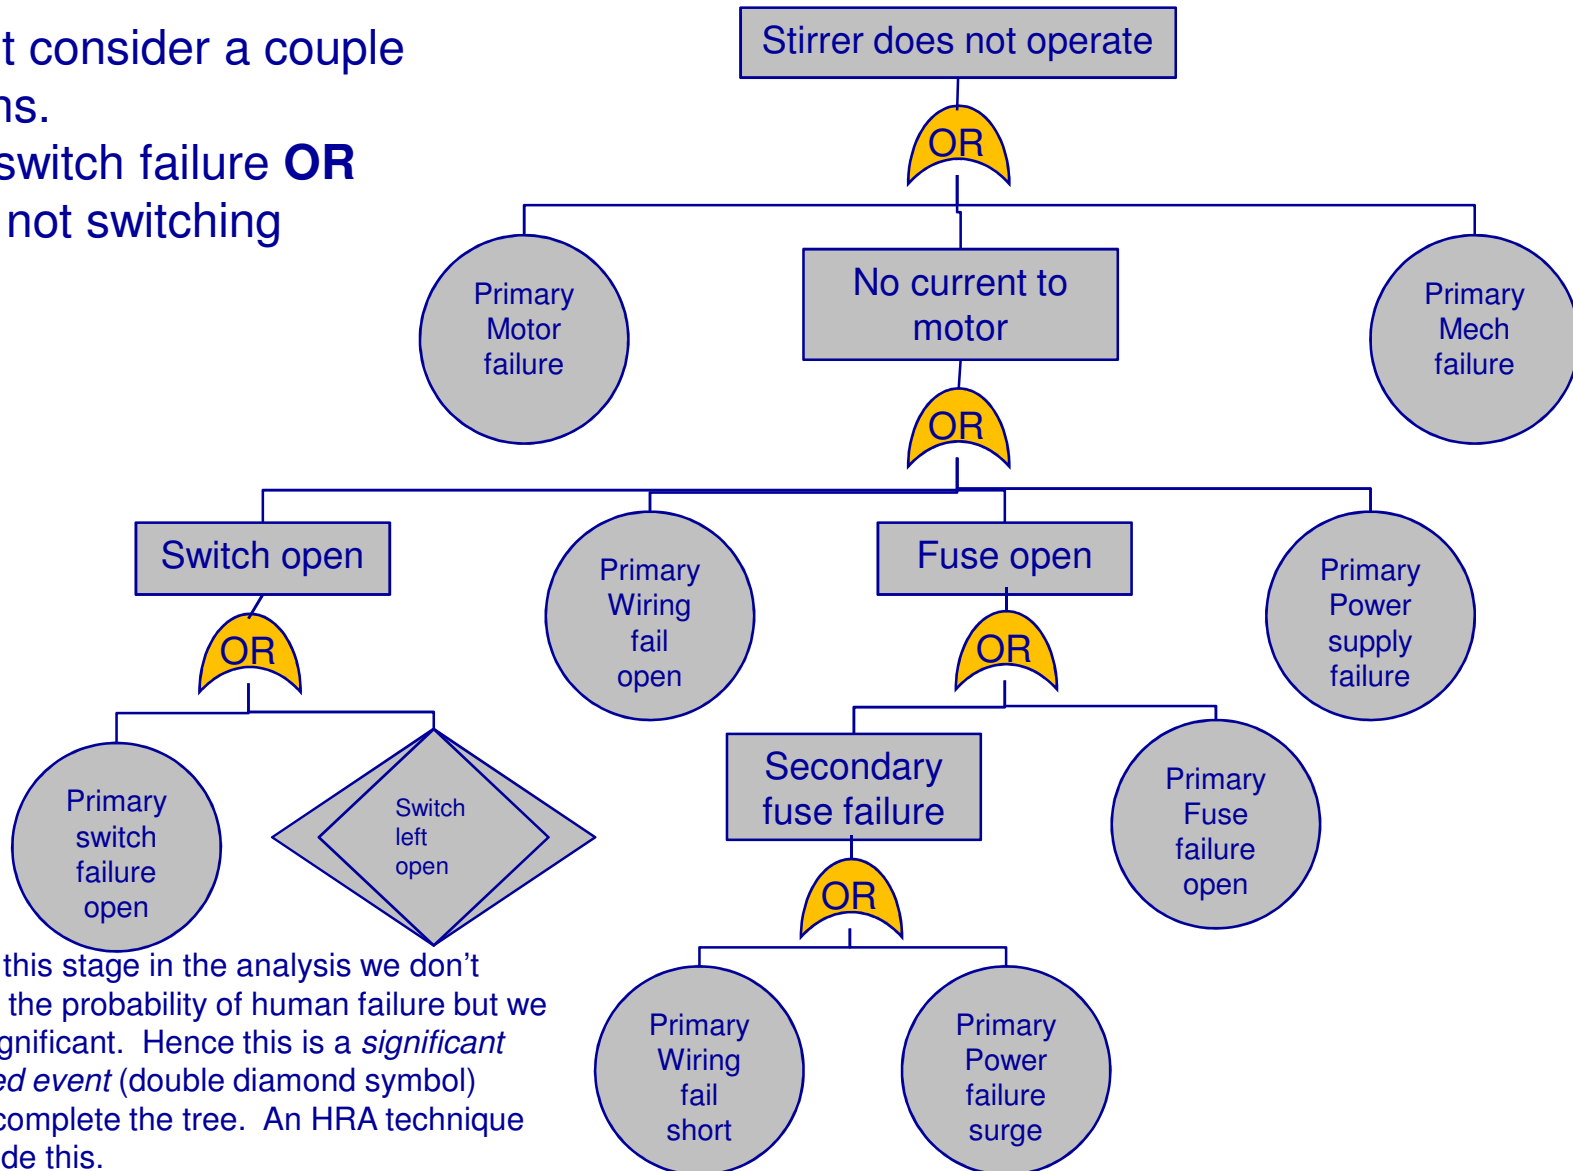 t consider a couple
ns.
switch failure OR
not switching
Stirrer does not operate
OR
Primary
Motor
failure
No current to
motor
Primary
Mech
failure
OR
Switch open
Primary
Wiring
fail
open
Fuse open
Primary
Power
supply
failure
OR
OR
Primary
switch
failure
open
Switch
left
open
Secondary
fuse failure
Primary
Fuse
failure
open
OR
Primary
Wiring
fail
short
Primary
Power
failure
surge
this stage in the analysis we don't
the probability of human failure but we
gnificant. Hence this is a significant
ed event (double diamond symbol)
complete the tree. An HRA technique
de this.